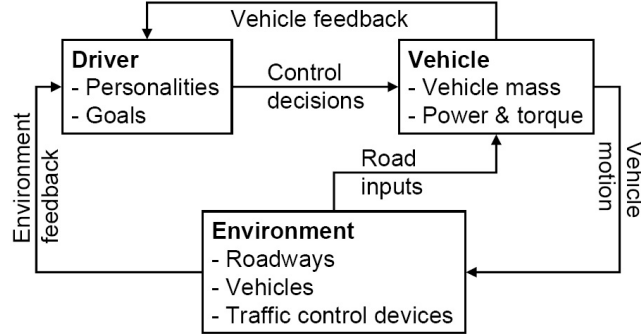 Vehicle feedback
Driver
- Personalities
- Goals
Control
decisions
Vehicle
- Vehicle mass
- Power & torque
Environment
feedback
Road
inputs
Vehicle
motion
Environment
- Roadways
- Vehicles
- Traffic control devices